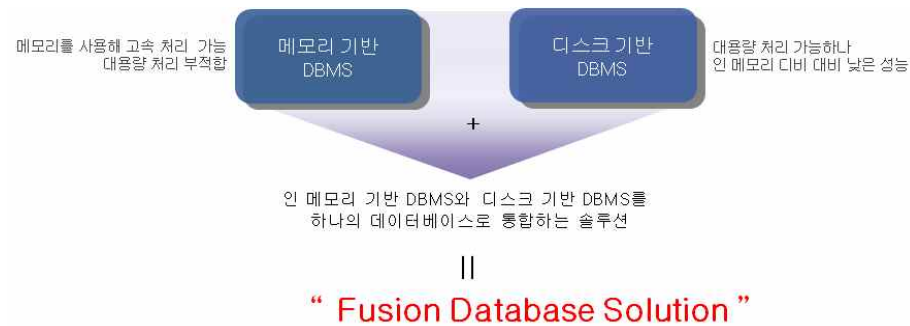 메모리를 사용해 고속 처리 가능
대용량 처리 부적합
메모리 기반
DBMS
디스크 기반
DBMS
대용량 처리 가능하나
인 메모리 디비 대비 낮은 성능
+
인 메모리 기반 DBMS와 디스크 기반 DBMS를
하나의 데이터베이스로 통합하는 솔루션
||
“ Fusion Database Solution ”